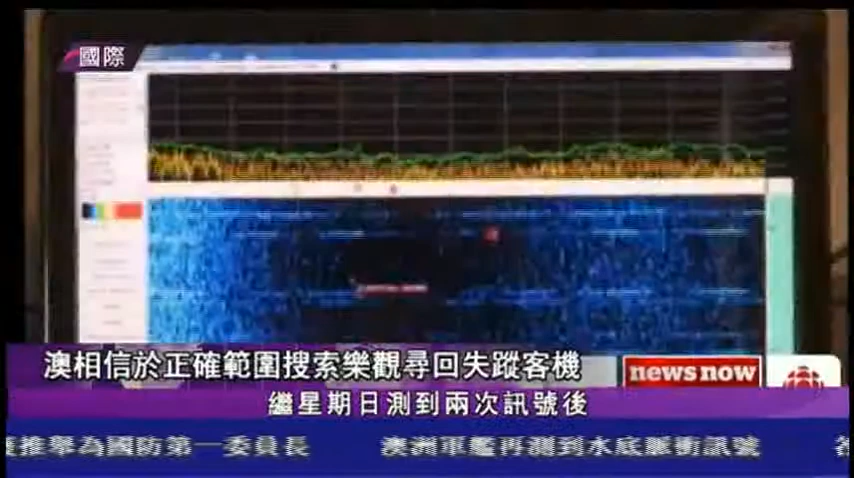 國際
澳相信於正確範圍搜索樂觀尋回失蹤客機
news now
繼星期日測到兩次訊號後
推舉為國防第一委員長 澳洲軍艦再測到水底脈衝訊號